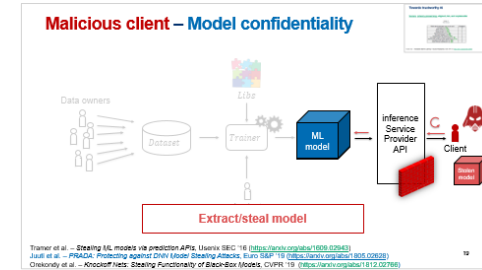 Malicious client – Model confidentiality
Libs
Data owners
Dataset
Trainer
ML
model
inference
Service
Provider
API
Client
Stolen
model
Extract/steal model
Tramer et al. – Stealing ML models via prediction APIs, Usenix SEC '16 (https://arxiv.org/abs/1609.02943)
Juuti et al. – PRADA: Protecting against DNN Model Stealing Attacks, Euro S&P '19 (https://arxiv.org/abs/1805.02628)
Orekondy et al. – Knockoff Nets: Stealing Functionality of Black-Box Models, CVPR '19 (https://arxiv.org/abs/1812.02766)
19